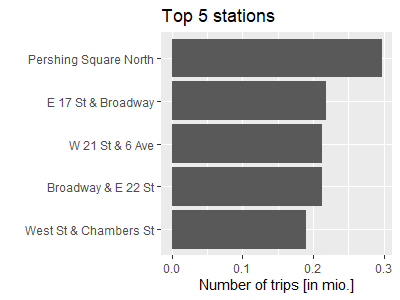 Top 5 stations
Pershing Square North
E 17 St & Broadway
W 21 St & 6 Ave
Broadway & E 22 St
West St & Chambers St
0.0 0.1 0.2 0.3
Number of trips [in mio.]